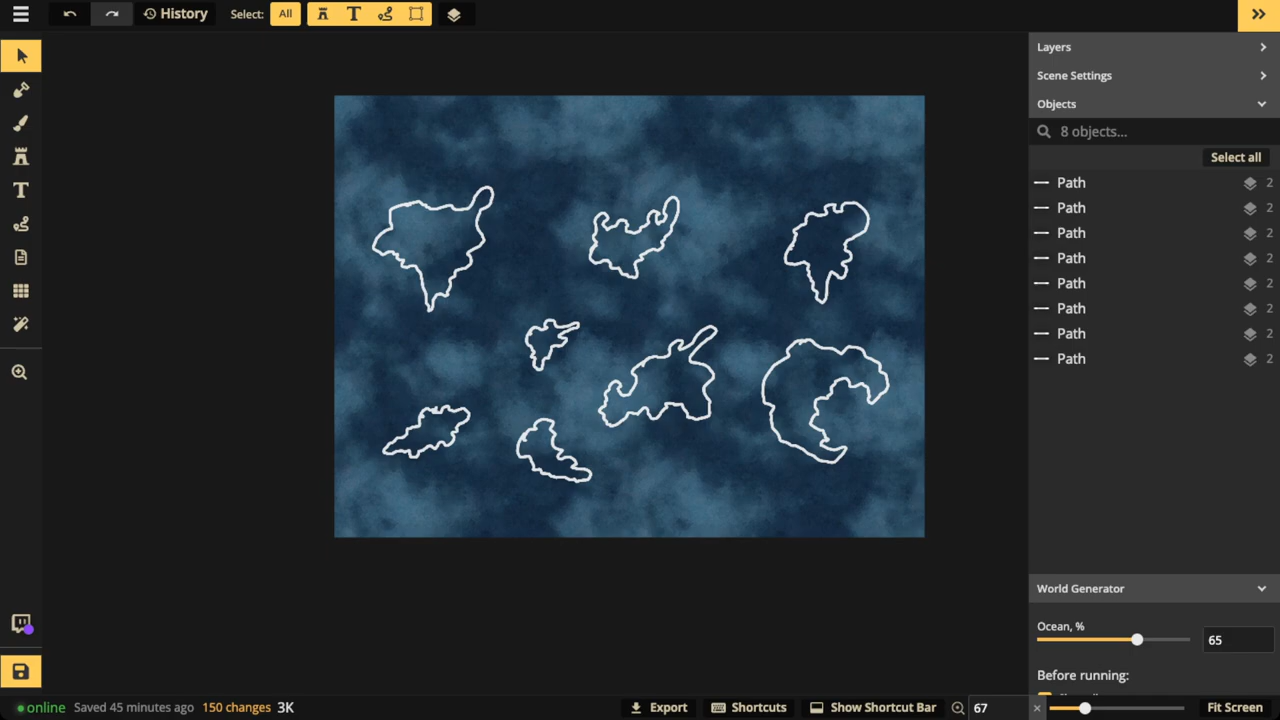 History
Select:
All
T
Layers
Scene Settings
Objects
8 objects...
Select all
Path 2
Path 2
Path 2
Path 2
Path 2
Path 2
Path 2
Path 2
T
World Generator
Ocean, %
65
Before running:
online
Saved 45 minutes ago
150 changes
3K
Export
Shortcuts
Show Shortcut Bar
67
Fit Screen